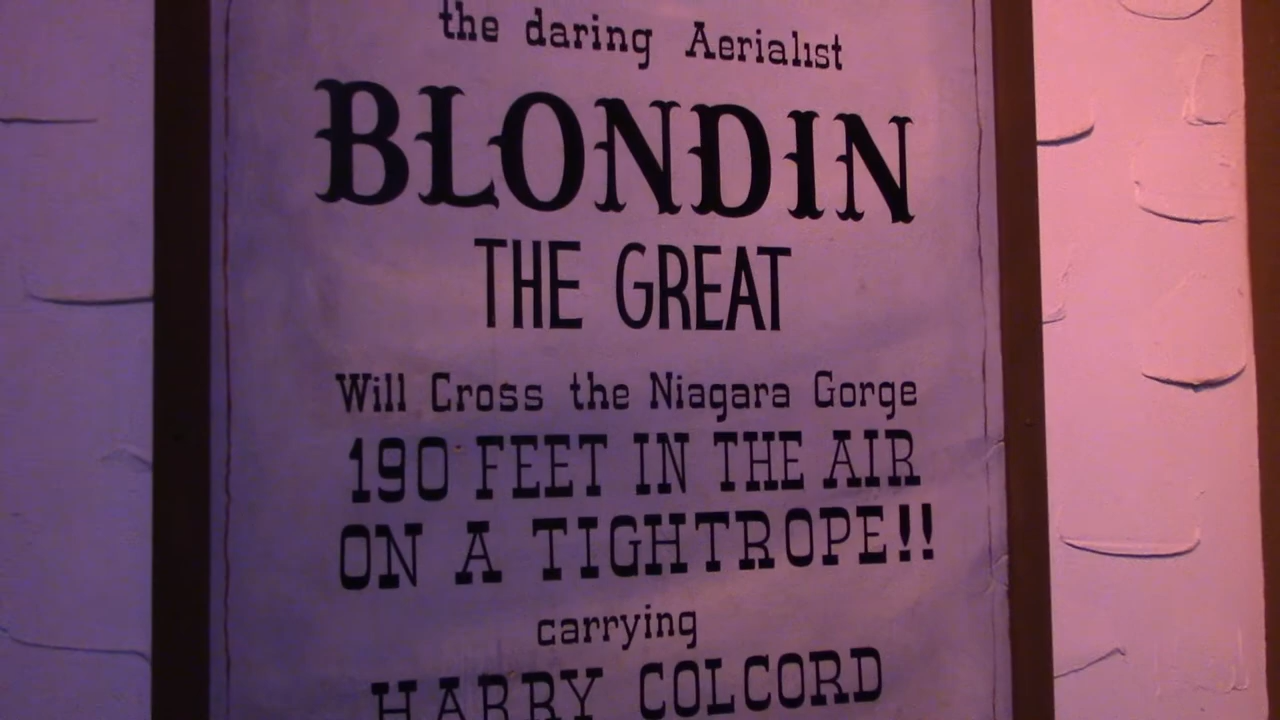 the daring Aerialist
BLONDIN
THE GREAT
Will Cross the Niagara Gorge
190 FEET IN THE AIR
ON A TIGHTROPE!!
carrying
HARRY COLCORD